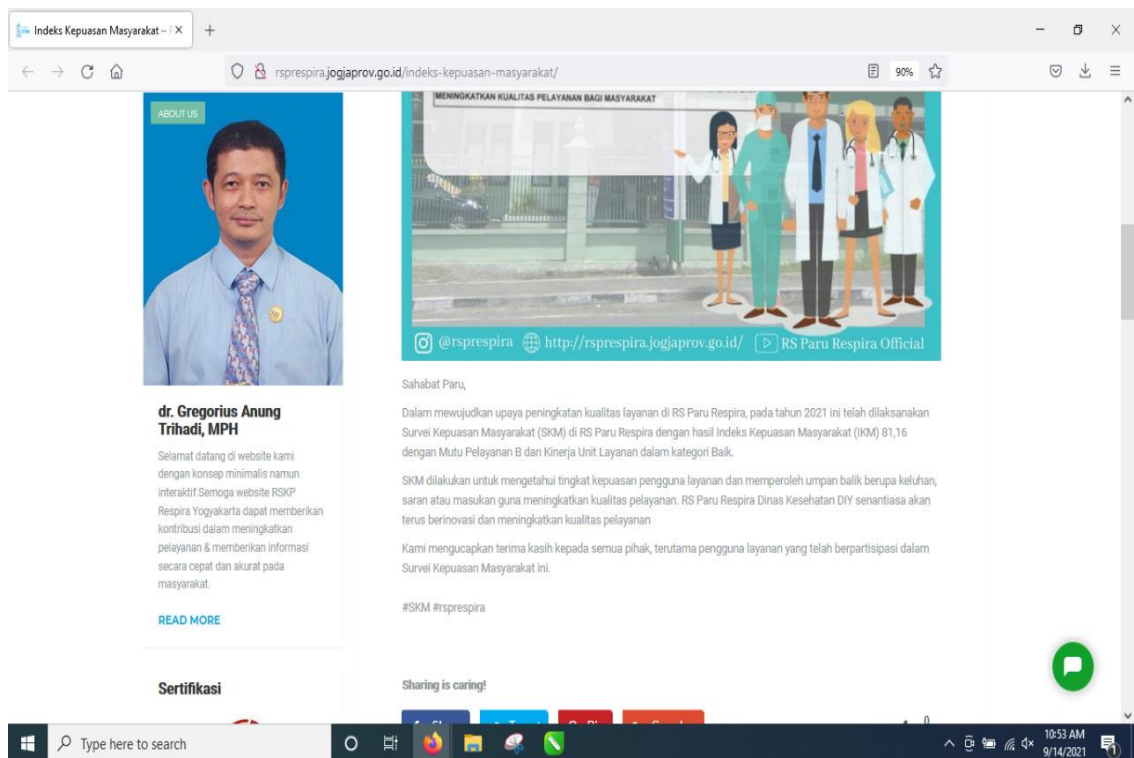 Indeks Kepuasan Masyarakat –
rsprespira.jogjaprov.go.id/indeks-kepuasan-masyarakat/
90%
ABOUT US
dr. Gregorius Anung
Trihadi, MPH
Selamat datang di website kami
dengan konsep minimalis namun
interaktif.Semoga website RSKP
Respira Yogyakarta dapat memberikan
kontribusi dalam meningkatkan
pelayanan & memberikan informasi
secara cepat dan akurat pada
masyarakat.
READ MORE
Sertifikasi
MENINGKATKAN KUALITAS PELAYANAN BAGI MASYARAKAT
@rsprespira http://rsprespira.jogjaprov.go.id/ RS Paru Respira Official
Sahabat Paru,
Dalam mewujudkan upaya peningkatan kualitas layanan di RS Paru Respira, pada tahun 2021 ini telah dilaksanakan
Survei Kepuasan Masyarakat (SKM) di RS Paru Respira dengan hasil Indeks Kepuasan Masyarakat (IKM) 81,16
dengan Mutu Pelayanan B dan Kinerja Unit Layanan dalam kategori Baik.
SKM dilakukan untuk mengetahui tingkat kepuasan pengguna layanan dan memperoleh umpan balik berupa keluhan,
saran atau masukan guna meningkatkan kualitas pelayanan. RS Paru Respira Dinas Kesehatan DIY senantiasa akan
terus berinovasi dan meningkatkan kualitas pelayanan
Kami mengucapkan terima kasih kepada semua pihak, terutama pengguna layanan yang telah berpartisipasi dalam
Survei Kepuasan Masyarakat ini.
#SKM #rsprespira
Sharing is caring!
Type here to search
10:53 AM
9/14/2021